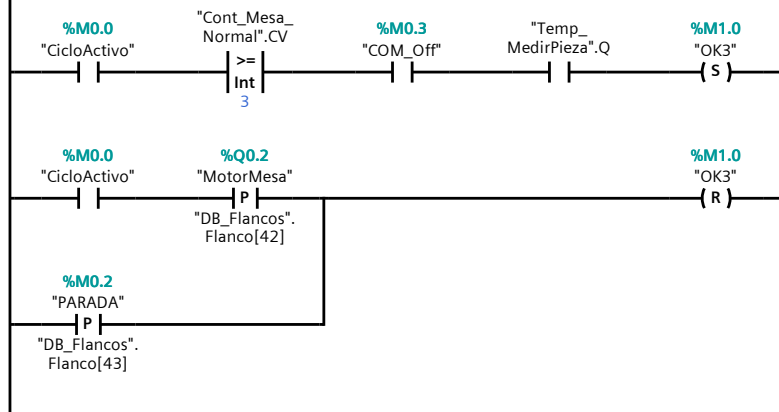 %M0.0
"CicloActivo"
"Cont_Mesa_
Normal".CV
>=
Int
3
%M0.3
"COM_Off"
"Temp_
MedirPieza".Q
%M1.0
"OK3"
S
%M0.0
"CicloActivo"
%Q0.2
"MotorMesa"
P
"DB_Flancos".
Flanco[42]
%M1.0
"OK3"
R
%M0.2
"PARADA"
P
"DB_Flancos".
Flanco[43]